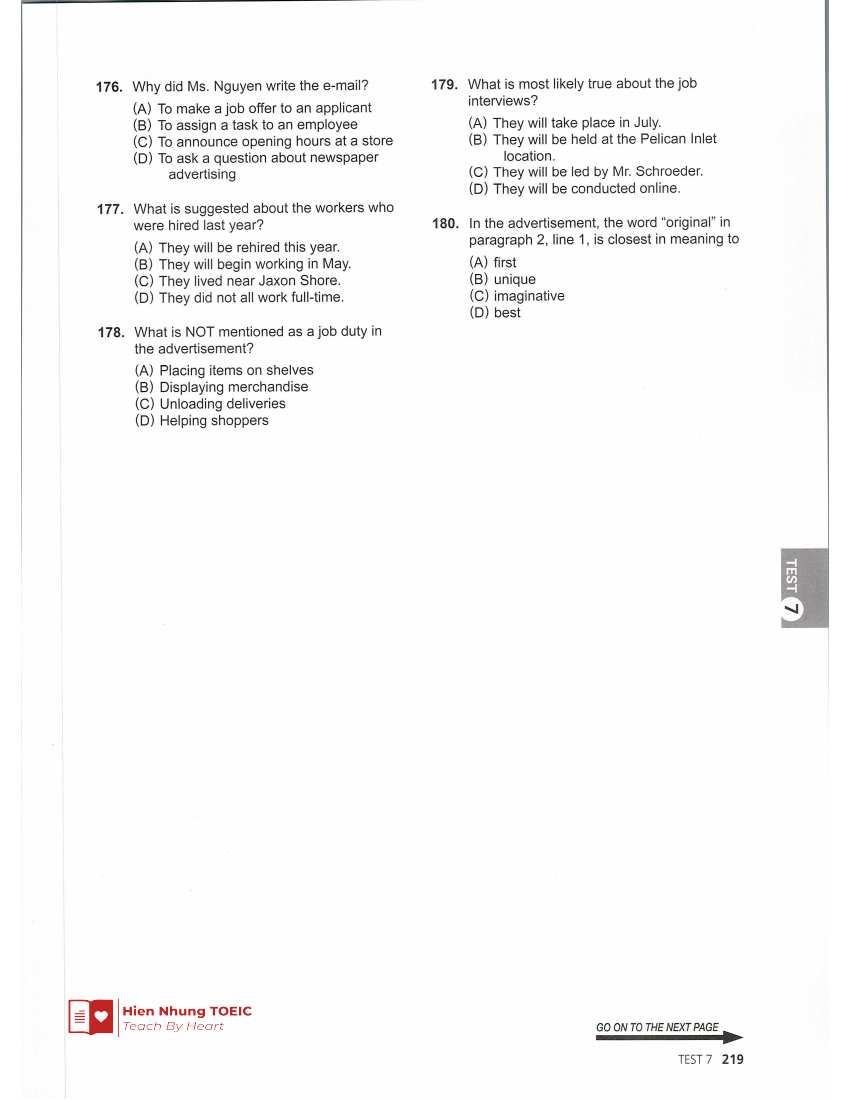 176. Why did Ms. Nguyen write the e-mail?
(A) To make a job offer to an applicant
(B) To assign a task to an employee
(C) To announce opening hours at a store
(D) To ask a question about newspaper
advertising
177. What is suggested about the workers who
were hired last year?
(A) They will be rehired this year.
(B) They will begin working in May.
(C) They lived near Jaxon Shore.
(D) They did not all work full-time.
178. What is NOT mentioned as a job duty in
the advertisement?
(A) Placing items on shelves
(B) Displaying merchandise
(C) Unloading deliveries
(D) Helping shoppers
179. What is most likely true about the job
interviews?
(A) They will take place in July.
(B) They will be held at the Pelican Inlet
location.
(C) They will be led by Mr. Schroeder.
(D) They will be conducted online.
180. In the advertisement, the word “original” in
paragraph 2, line 1, is closest in meaning to
(A) first
(B) unique
(C) imaginative
(D) best
TEST 7
Hien Nhung TOEIC
Teach By Heart
GO ON TO THE NEXT PAGE
TEST 7 219